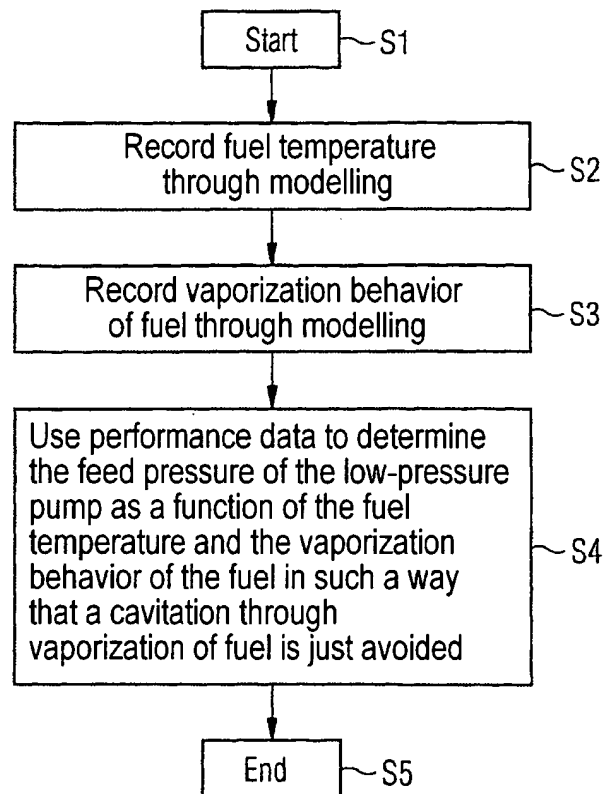 Start
S1
Record fuel temperature
through modelling
S2
Record vaporization behavior
of fuel through modelling
S3
Use performance data to determine
the feed pressure of the low-pressure
pump as a function of the fuel
temperature and the vaporization
behavior of the fuel in such a way
that a cavitation through
vaporization of fuel is just avoided
S4
End
S5